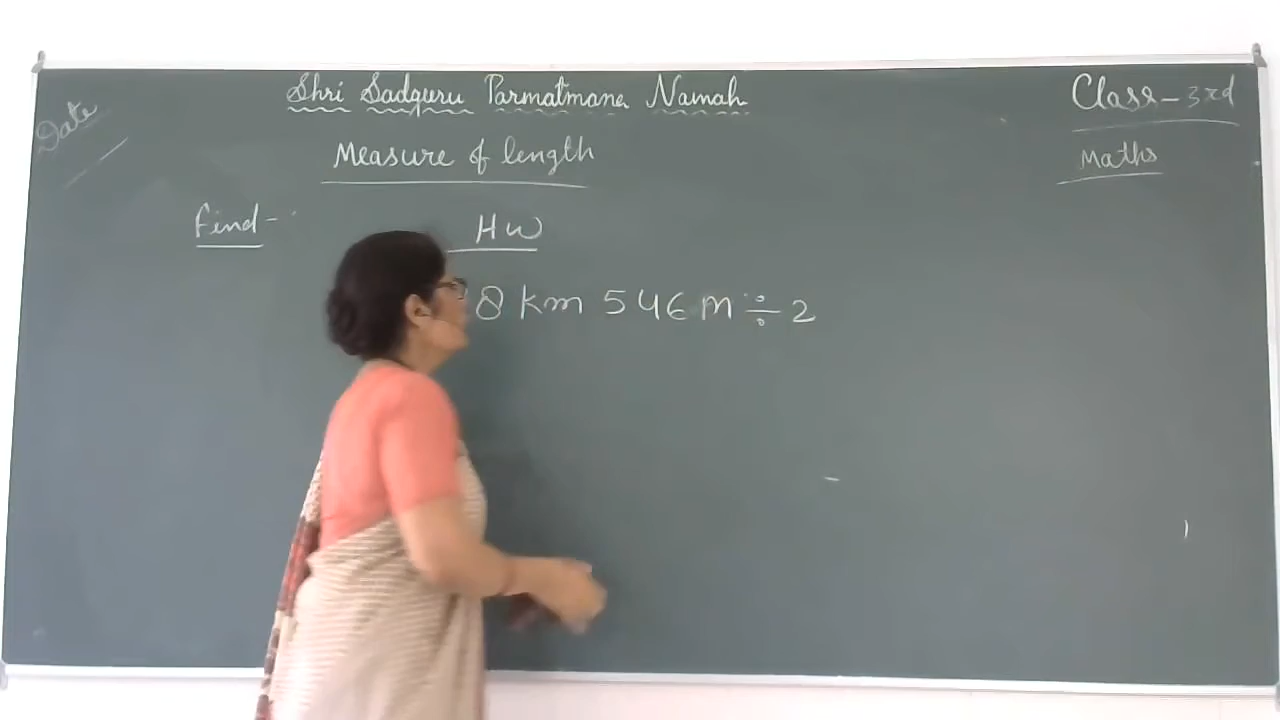 Shri Sadguru Parmatmane Namah
Class - 3rd
Date
Measure of length
Maths
Find -
HW
8 km 546 m ÷ 2